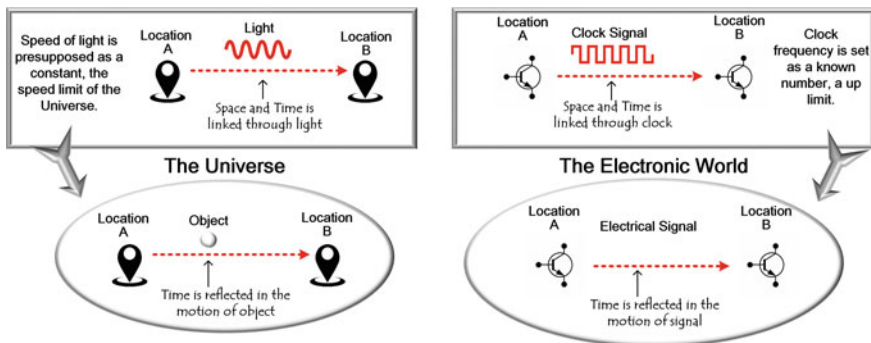 Speed of light is
presupposed as a
constant, the
speed limit of the
Universe.
Location
A
Light
Location
B
Space and Time is
linked through light
Location
A
Clock Signal
Location
B
Space and Time is
linked through clock
Clock
frequency is set
as a known
number, a up
limit.
The Universe
The Electronic World
Location
A
Object
Location
B
Time is reflected in the
motion of object
Location
A
Electrical Signal
Location
B
Time is reflected in the
motion of signal